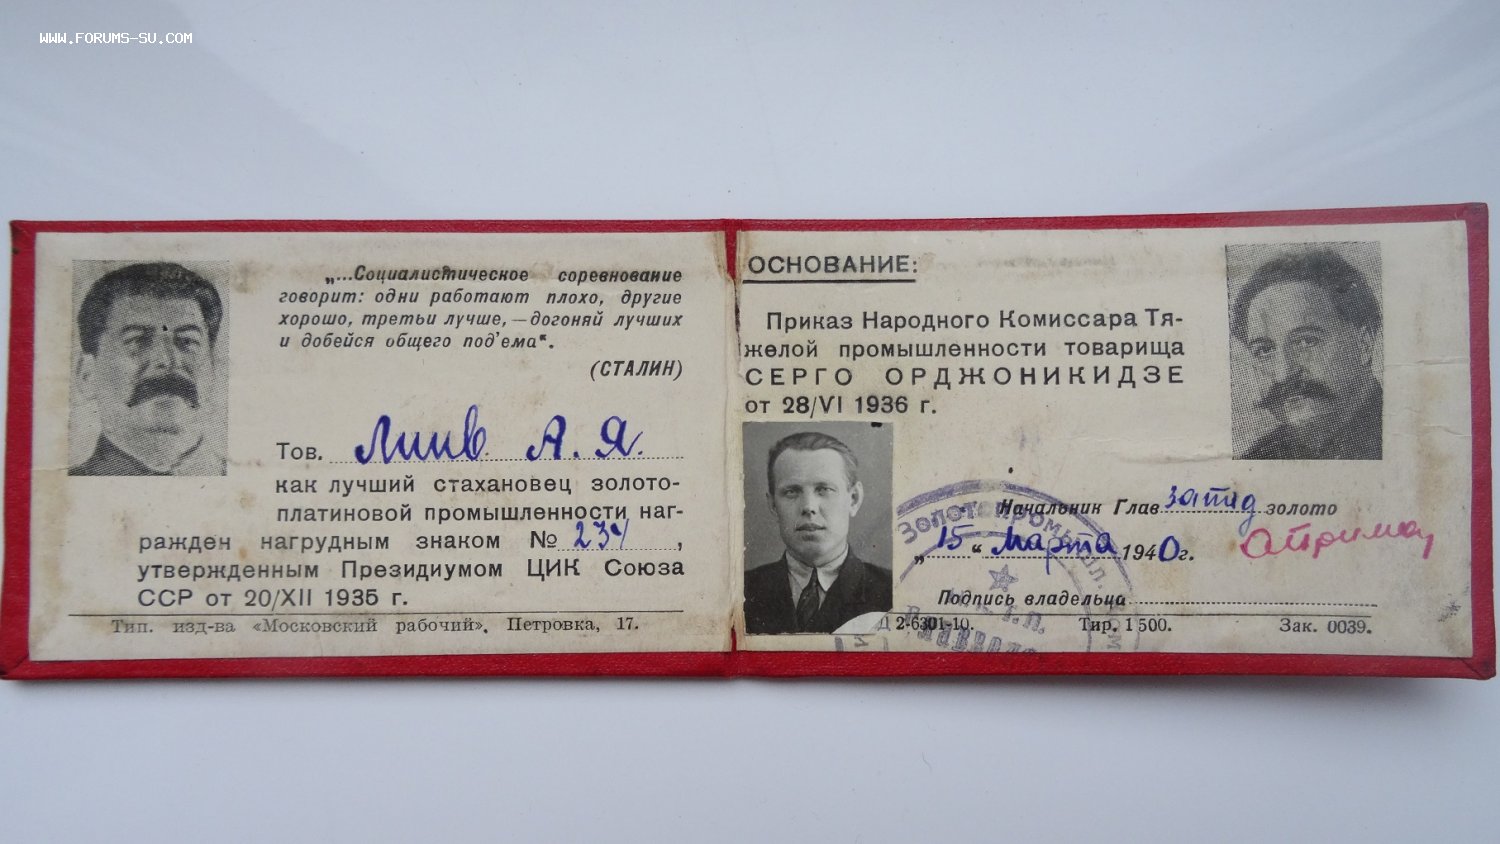 WWW.FORUMS-SU.COM
„...Социалистическое соревнование
говорит: одни работают плохо, другие
хорошо, третьи лучше, — догоняй лучших
и добейся общего под'ема“.
(СТАЛИН)
Тов. Лиив А. Я.
как лучший стахановец золото-
платиновой промышленности наг-
ражден нагрудным знаком № 234,
утвержденным Президиумом ЦИК Союза
ССР от 20/XII 1935 г.
Тип. изд-ва «Московский рабочий», Петровка, 17.
ОСНОВАНИЕ:
Приказ Народного Комиссара Тя-
желой промышленности товарища
СЕРГО ОРДЖОНИКИДЗЕ
от 28/VI 1936 г.
Начальник Глав запад золото
„15“ Марта 1940 г.
Подпись владельца
Д 2-6301-10. Тир. 1500. Зак. 0039.
Золотопромышл.